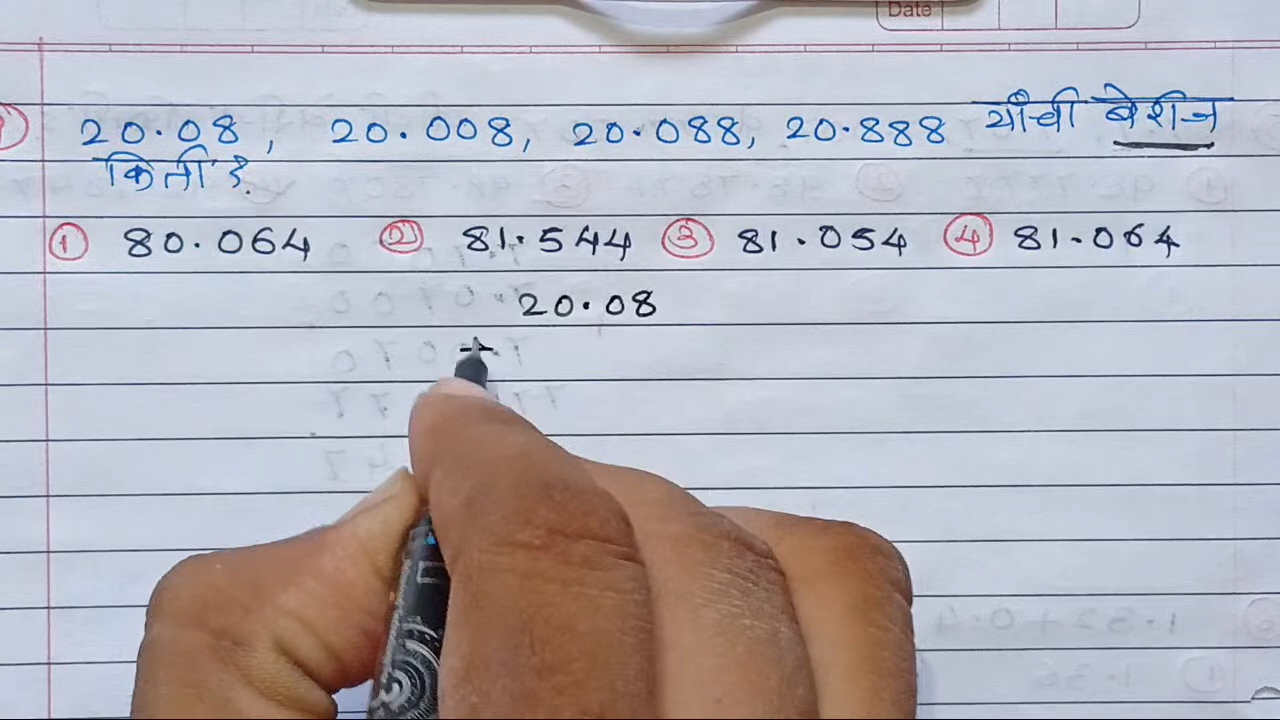 Date
20.08, 20.008, 20.088, 20.888 यांची बेरीज
किती?
① 80.064 ② 81.544 ③ 81.054 ④ 81.064
20.08
+